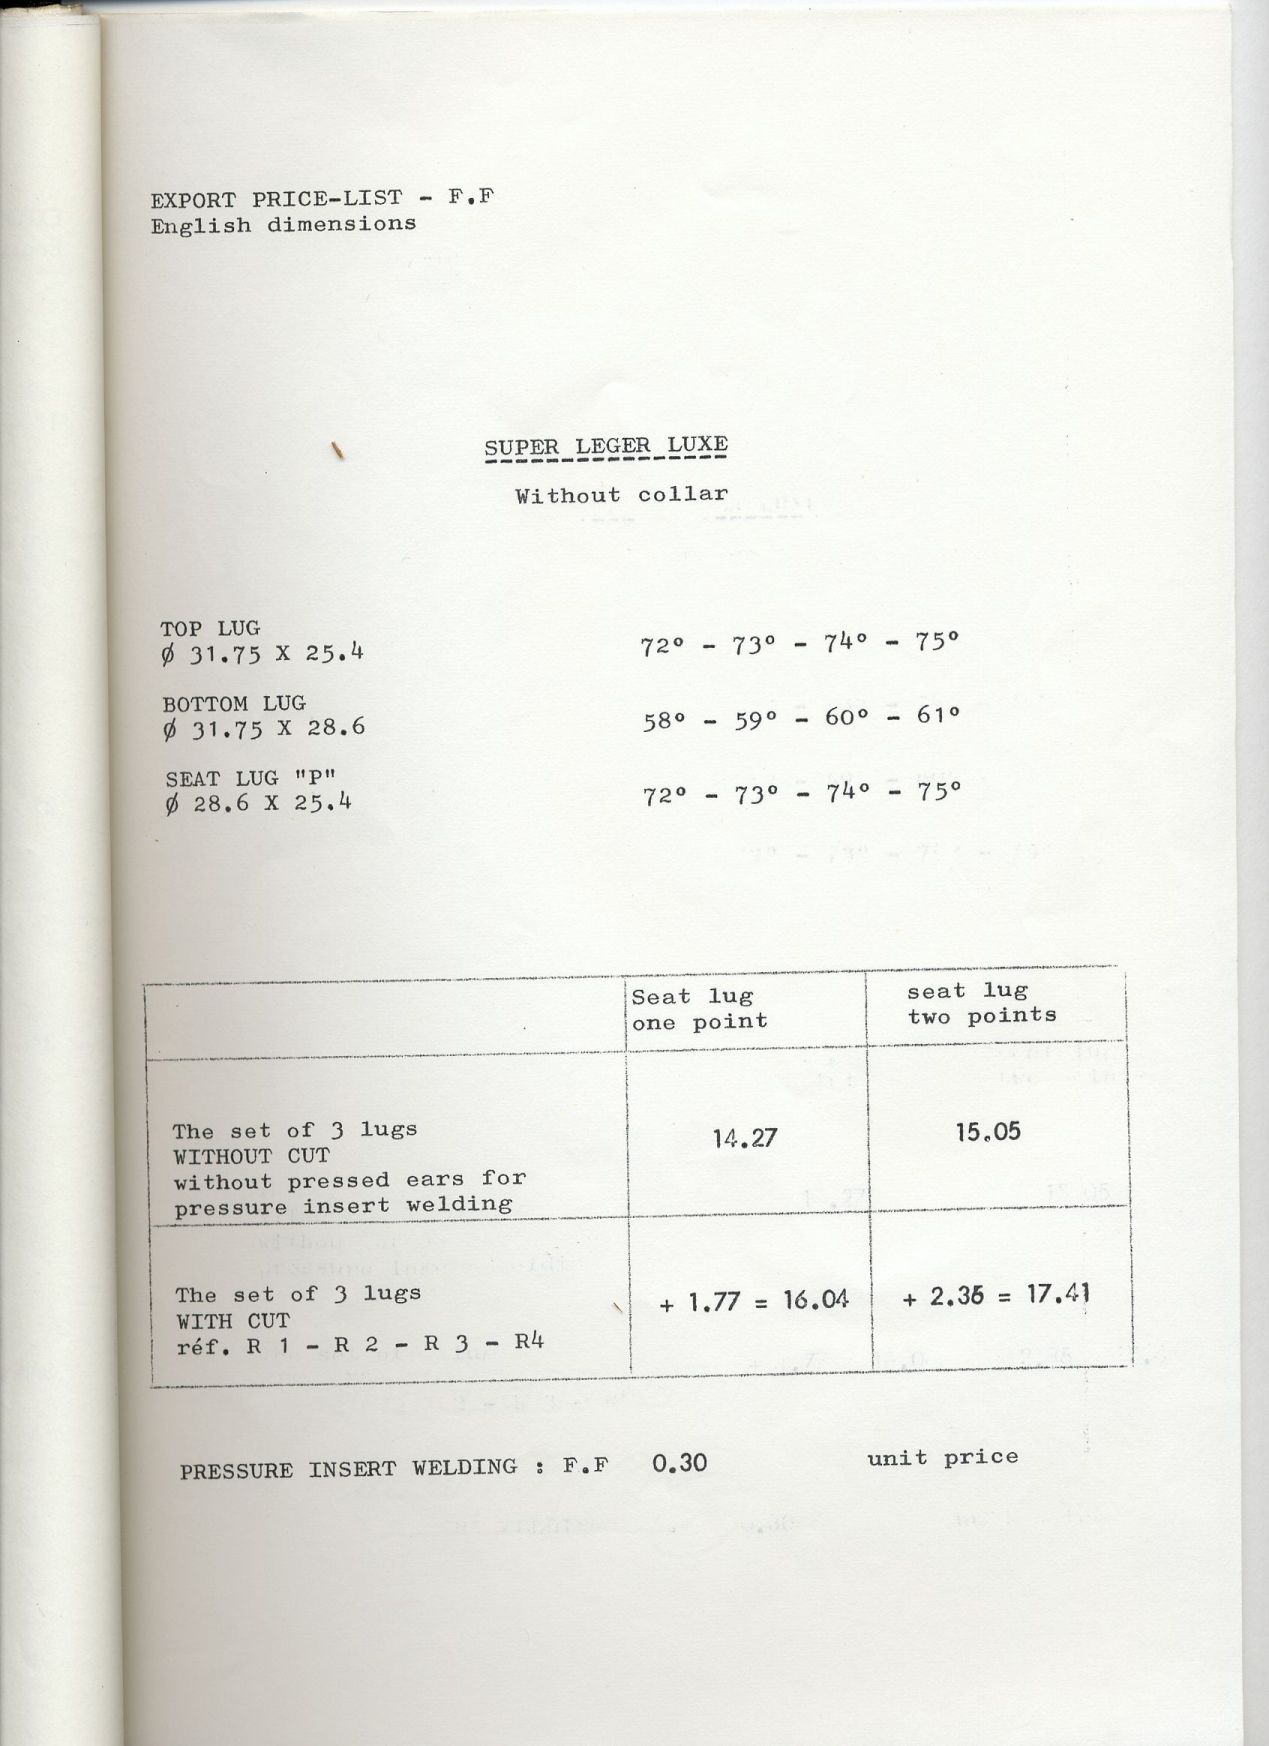 EXPORT PRICE-LIST - F.F
English dimensions
SUPER LEGER LUXE
Without collar
TOP LUG
Ø 31.75 X 25.4
72° - 73° - 74° - 75°
BOTTOM LUG
Ø 31.75 X 28.6
58° - 59° - 60° - 61°
SEAT LUG "P"
Ø 28.6 X 25.4
72° - 73° - 74° - 75°
Seat lug
one point
seat lug
two points
The set of 3 lugs
WITHOUT CUT
without pressed ears for
pressure insert welding
14.27
15.05
The set of 3 lugs
WITH CUT
réf. R 1 - R 2 - R 3 - R4
+ 1.77 = 16.04
+ 2.36 = 17.41
PRESSURE INSERT WELDING : F.F 0.30 unit price